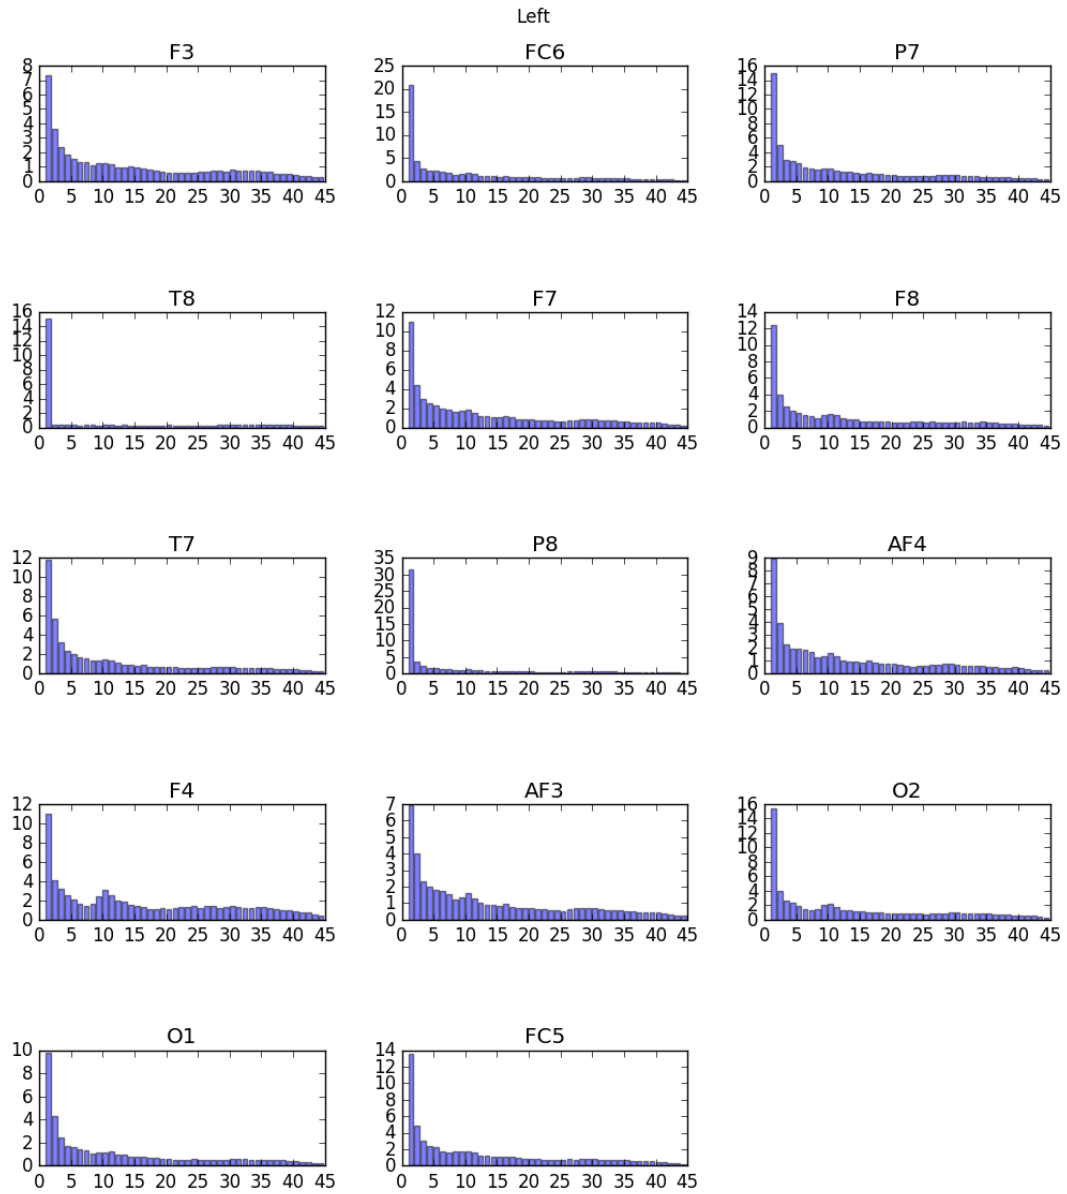 Left
F3 FC6 P7
8 7 6 5 4 3 2 1 0
0 5 10 15 20 25 30 35 40 45
25 20 15 10 5 0
0 5 10 15 20 25 30 35 40 45
16 14 12 10 8 6 4 2 0
0 5 10 15 20 25 30 35 40 45
T8 F7 F8
16 14 12 10 8 6 4 2 0
0 5 10 15 20 25 30 35 40 45
12 10 8 6 4 2 0
0 5 10 15 20 25 30 35 40 45
14 12 10 8 6 4 2 0
0 5 10 15 20 25 30 35 40 45
T7 P8 AF4
12 10 8 6 4 2 0
0 5 10 15 20 25 30 35 40 45
35 30 25 20 15 10 5 0
0 5 10 15 20 25 30 35 40 45
9 8 7 6 5 4 3 2 1 0
0 5 10 15 20 25 30 35 40 45
F4 AF3 O2
12 10 8 6 4 2 0
0 5 10 15 20 25 30 35 40 45
7 6 5 4 3 2 1 0
0 5 10 15 20 25 30 35 40 45
16 14 12 10 8 6 4 2 0
0 5 10 15 20 25 30 35 40 45
O1 FC5
10 8 6 4 2 0
0 5 10 15 20 25 30 35 40 45
14 12 10 8 6 4 2 0
0 5 10 15 20 25 30 35 40 45